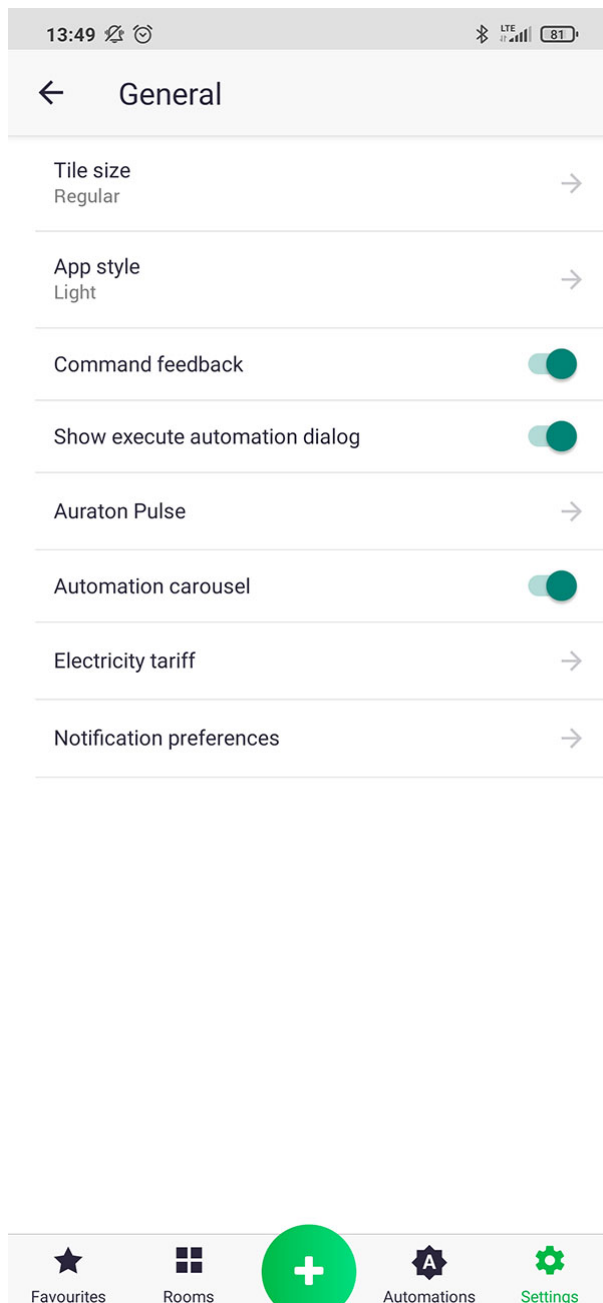 13:49 LTE 81
General
Tile size
Regular
App style
Light
Command feedback
Show execute automation dialog
Auraton Pulse
Automation carousel
Electricity tariff
Notification preferences
A
Favourites Rooms Automations Settings